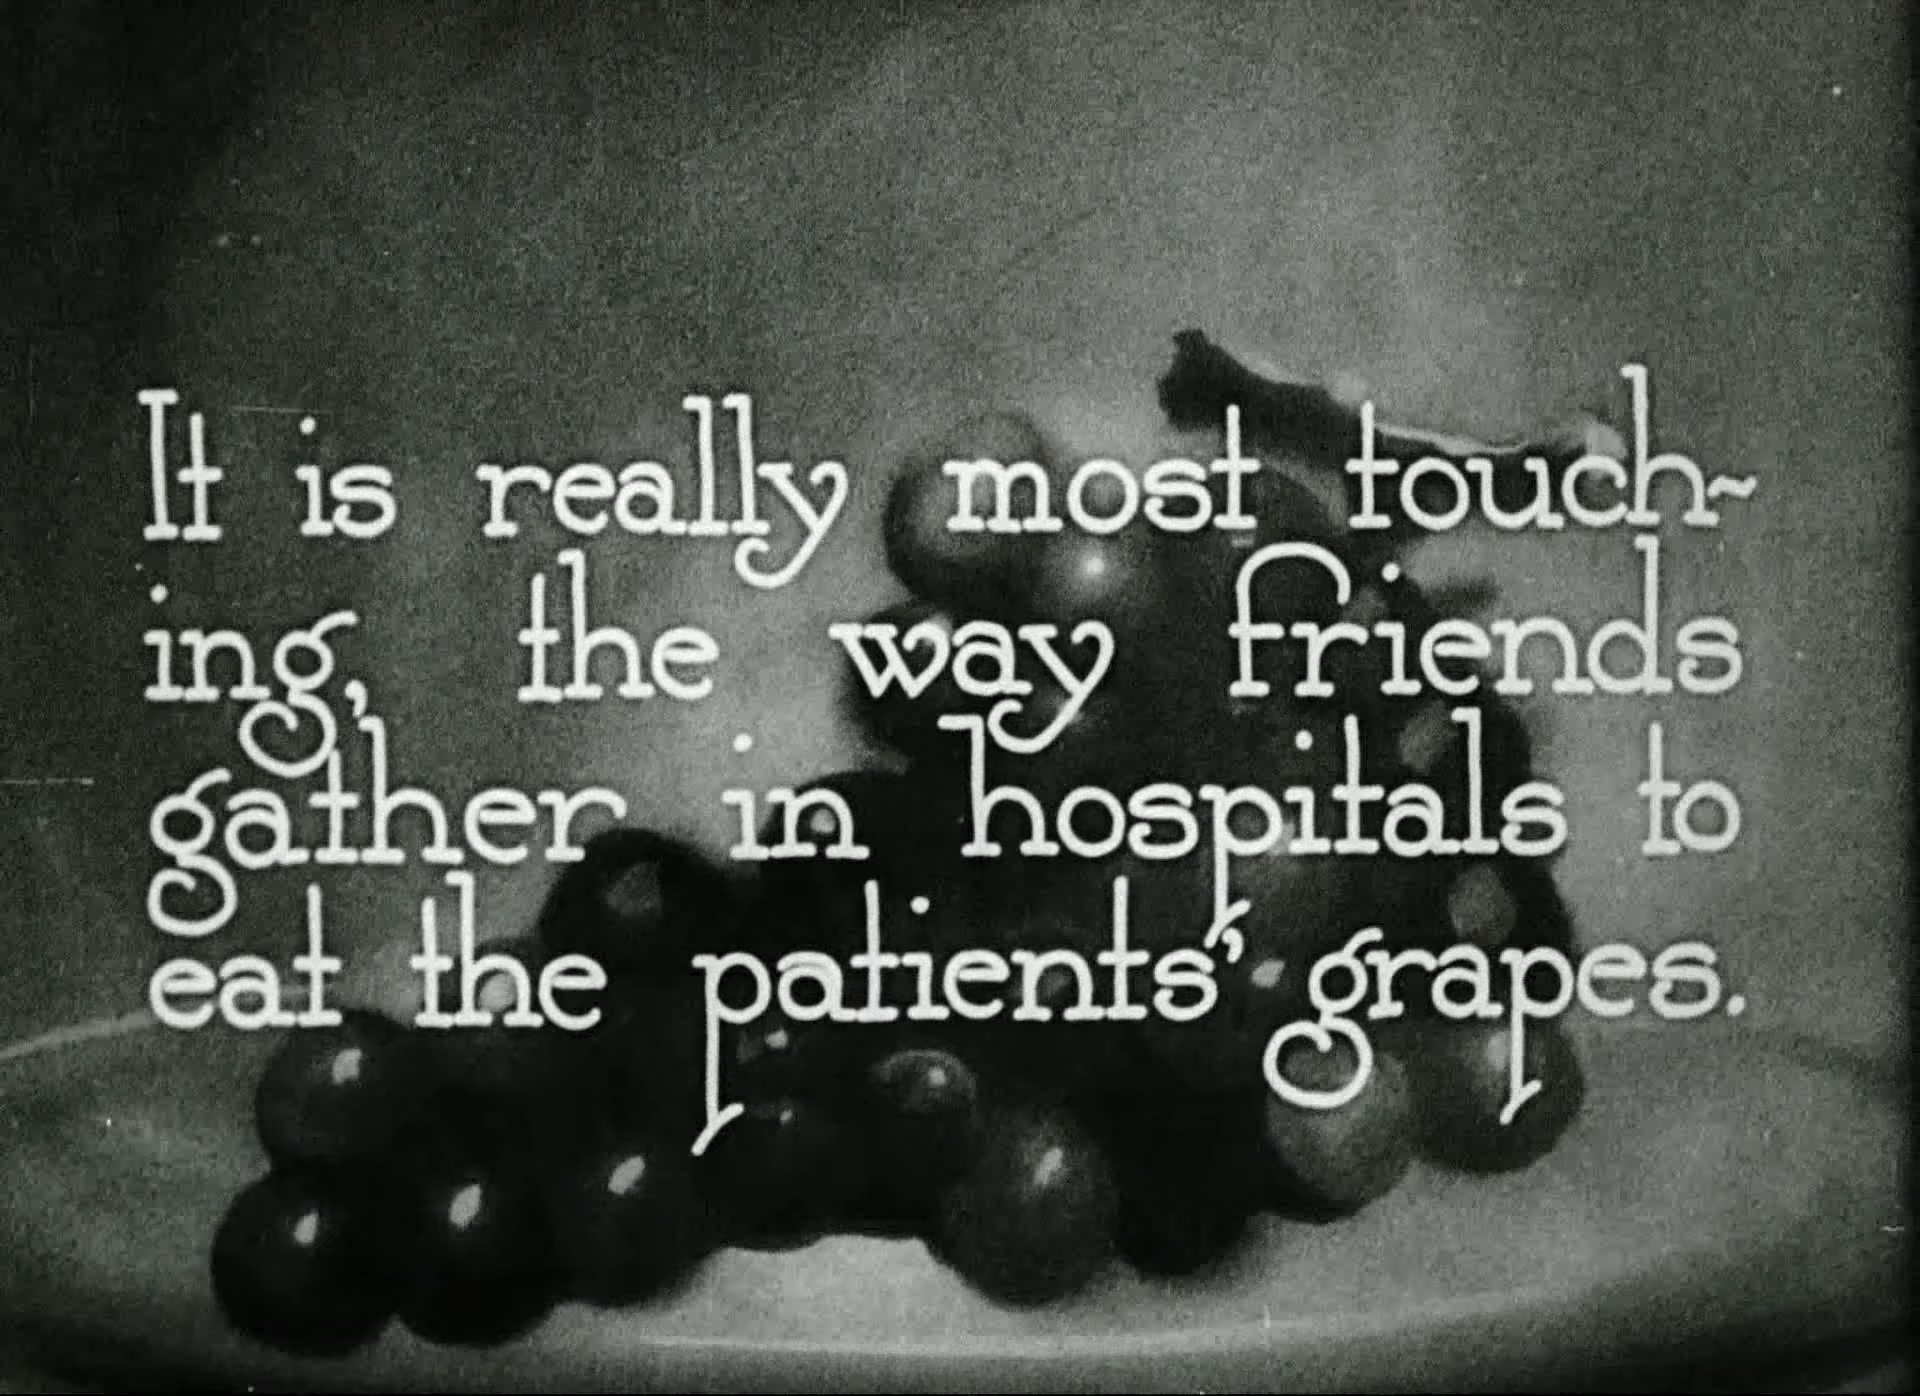 It is really most touch-
ing, the way friends
gather in hospitals to
eat the patients' grapes.